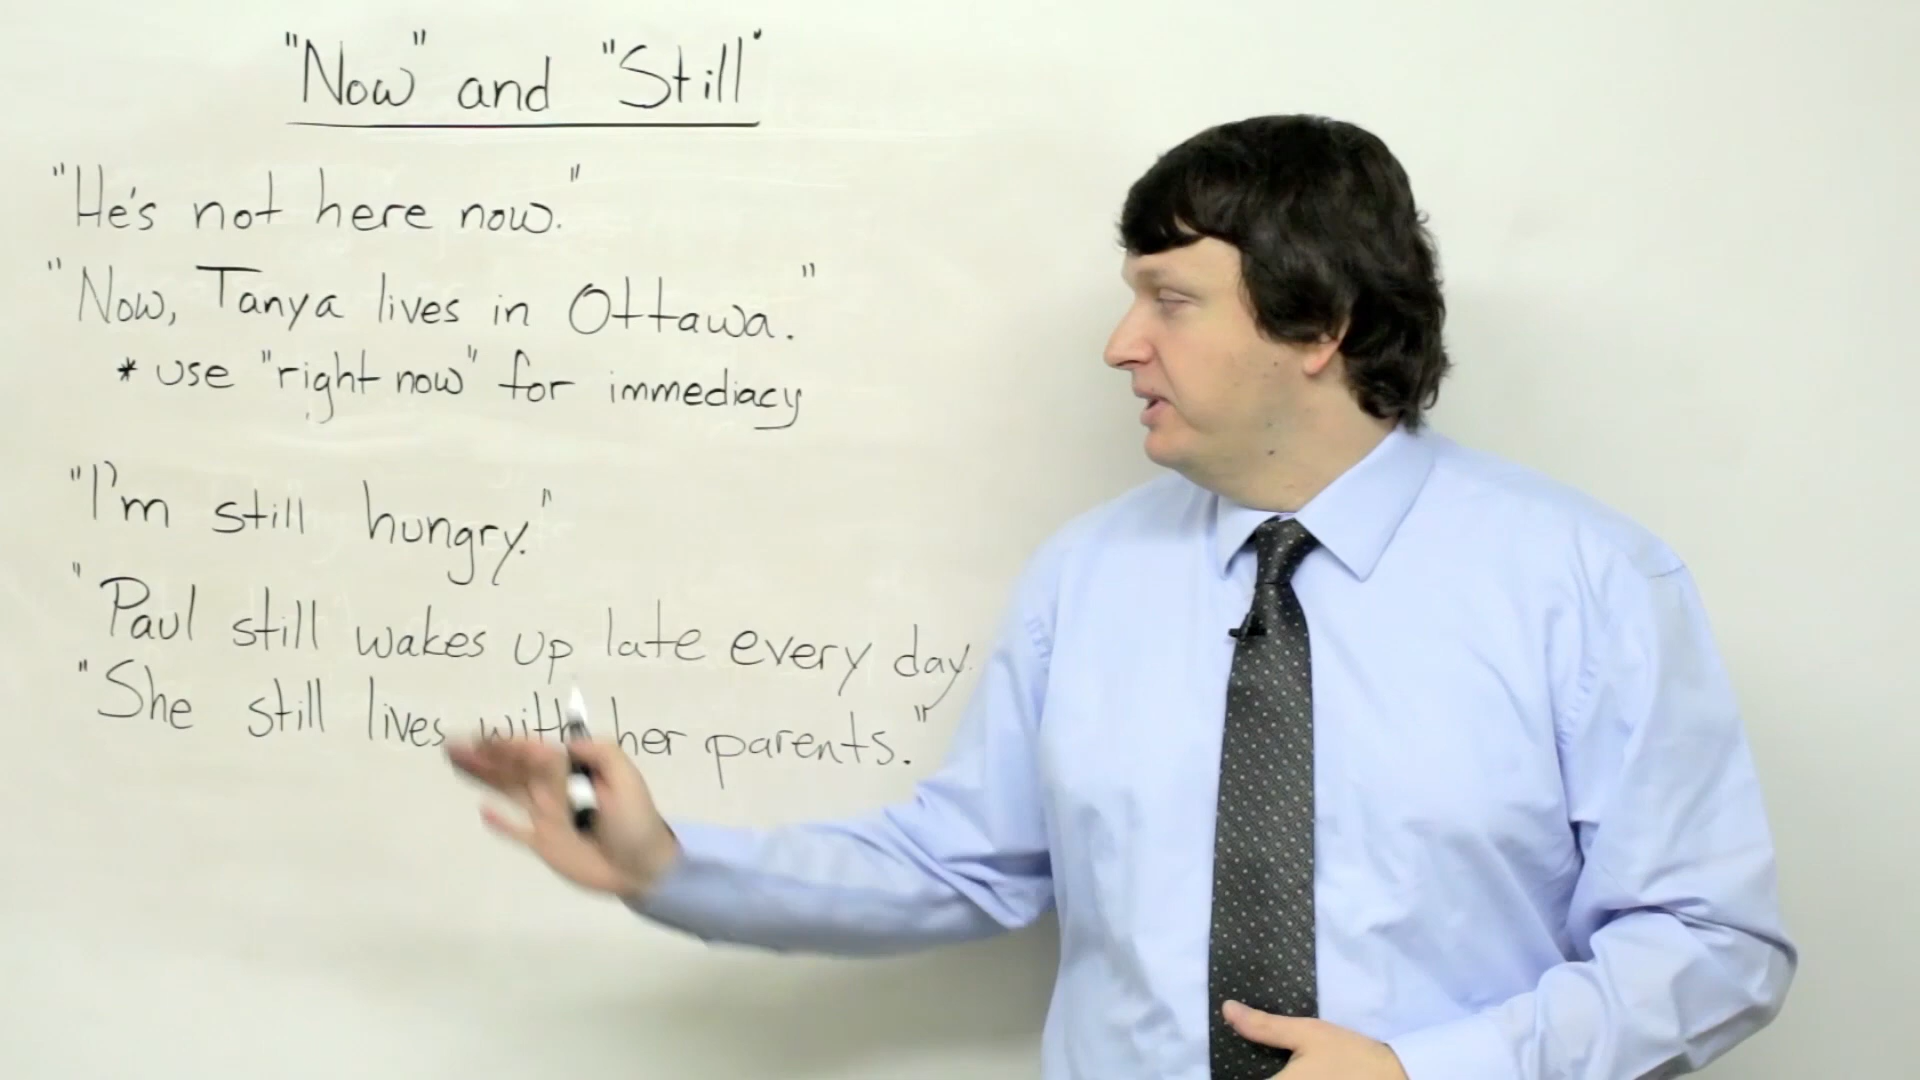 "Now" and "Still"
"He's not here now."
"Now, Tanya lives in Ottawa."
* use "right now" for immediacy
"I'm still hungry."
"Paul still wakes up late every day.
"She still lives with her parents."